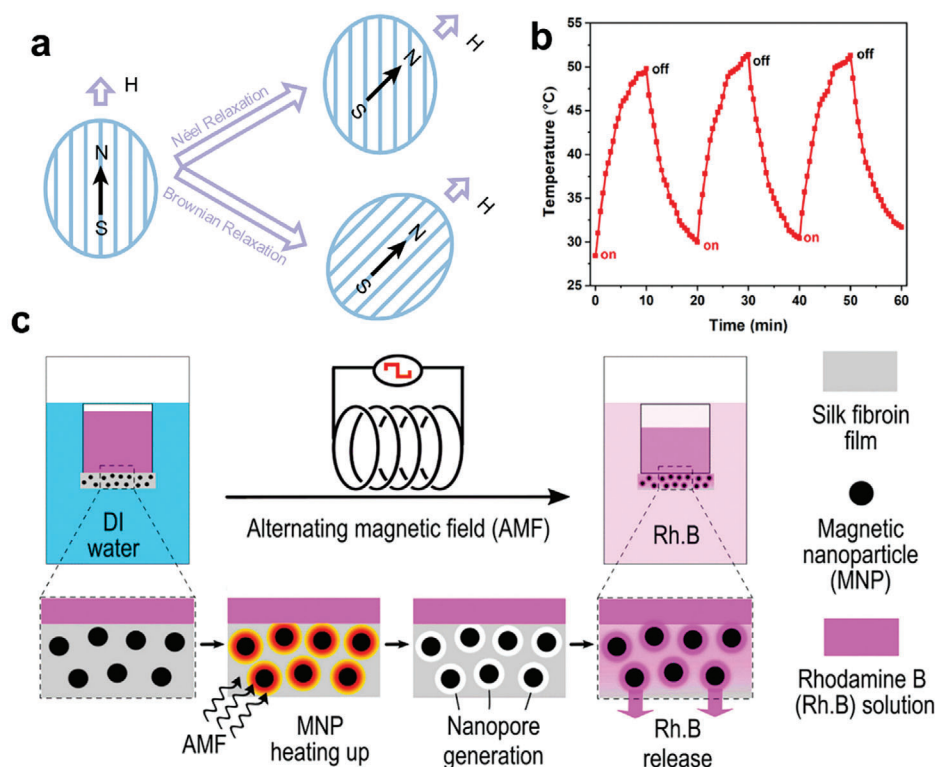 a
H
N
S
Néel Relaxation
Brownian Relaxation
N
S
H
N
S
H
b
Temperature (°C)
55
50
45
40
35
30
25
off
off
off
on
on
on
0
10
20
30
40
50
60
Time (min)
c
DI
water
Alternating magnetic field (AMF)
Rh.B
Silk fibroin
film
Magnetic
nanoparticle
(MNP)
Rhodamine B
(Rh.B) solution
AMF
MNP
heating up
Nanopore
generation
Rh.B
release